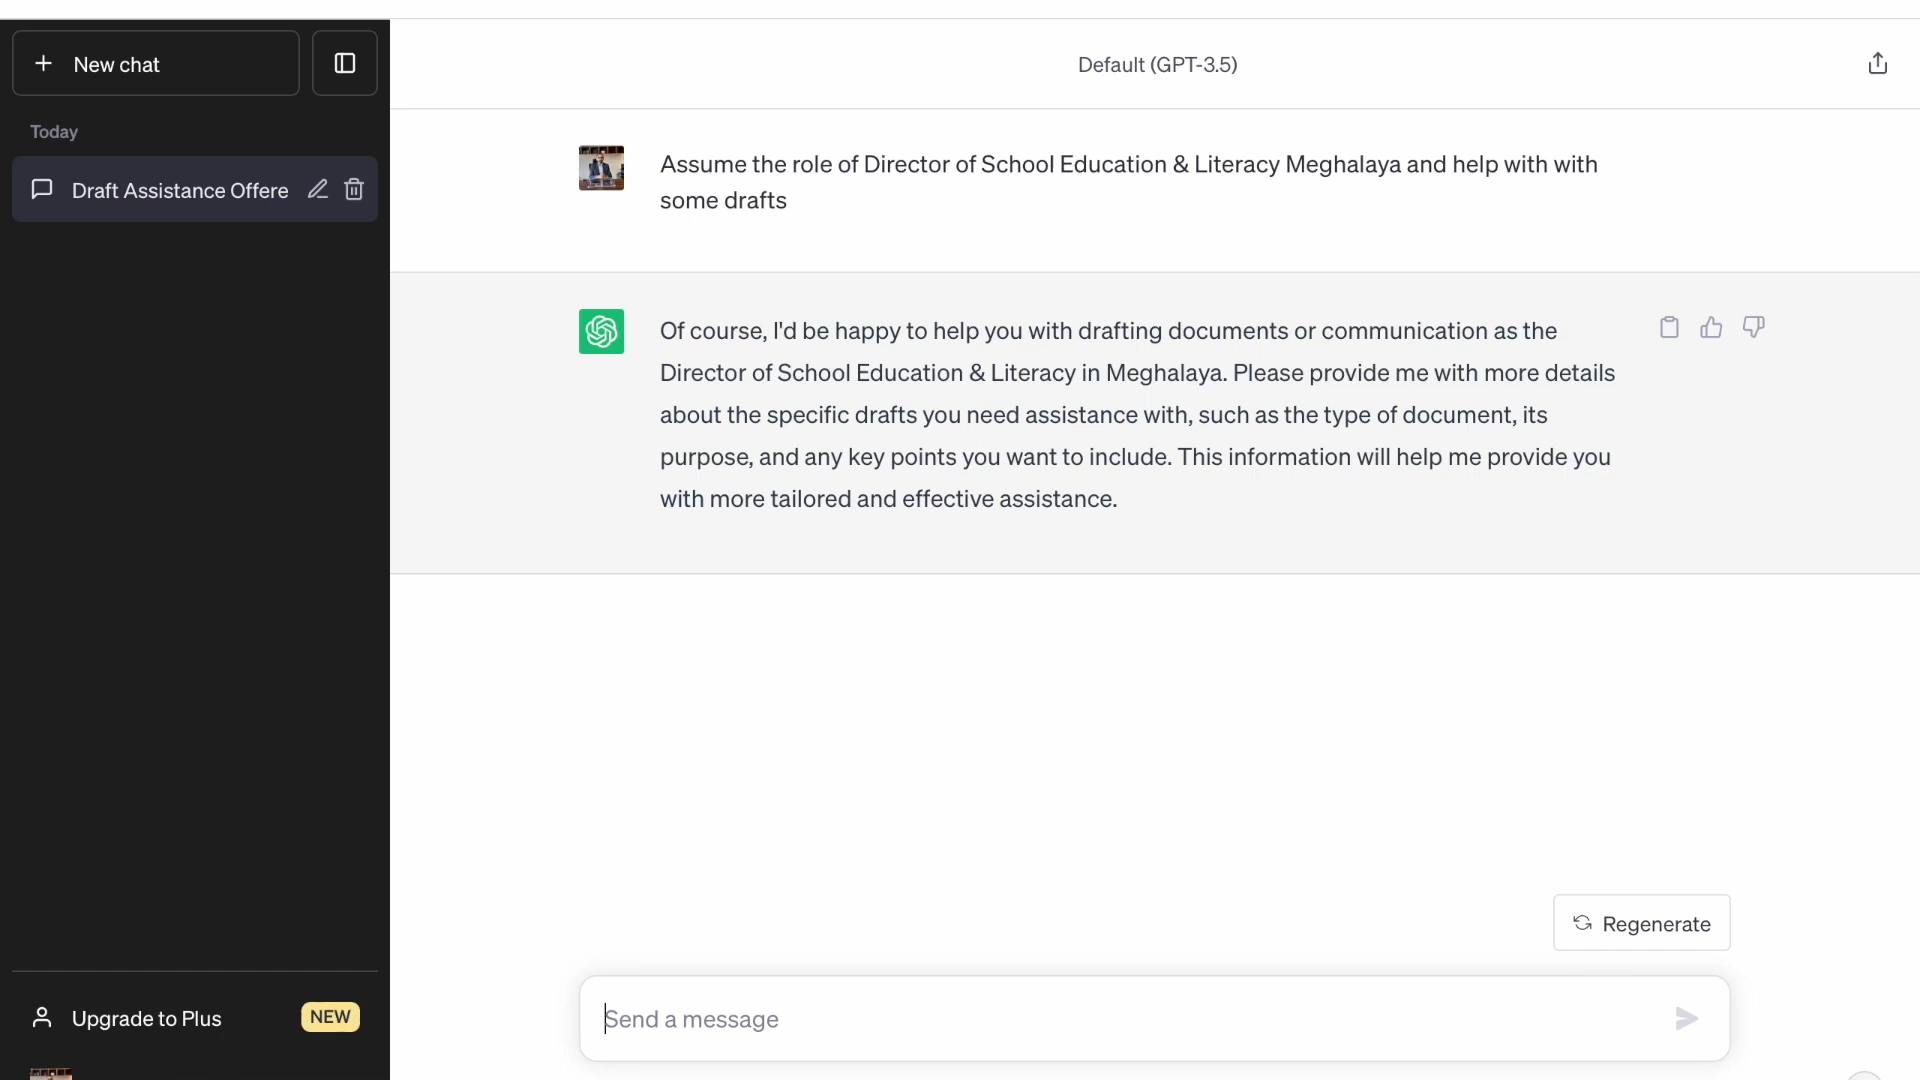 New chat
Today
Draft Assistance Offere
Upgrade to Plus
NEW
Default (GPT-3.5)
Assume the role of Director of School Education & Literacy Meghalaya and help with with
some drafts
Of course, I'd be happy to help you with drafting documents or communication as the
Director of School Education & Literacy in Meghalaya. Please provide me with more details
about the specific drafts you need assistance with, such as the type of document, its
purpose, and any key points you want to include. This information will help me provide you
with more tailored and effective assistance.
Regenerate
Send a message